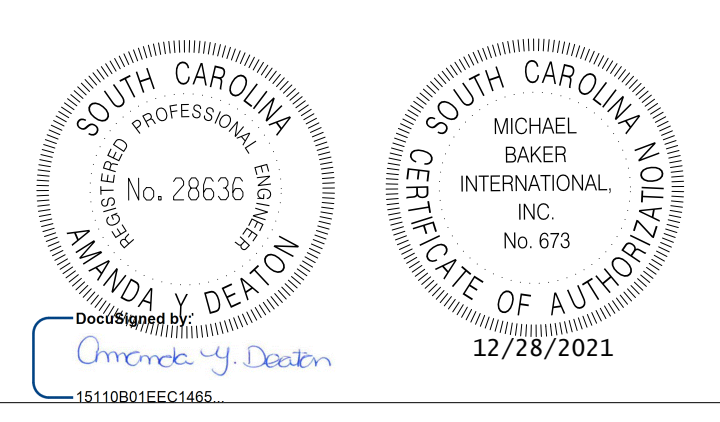 SOUTH CAROLINA
REGISTERED PROFESSIONAL ENGINEER
No. 28636
AMANDA Y DEATON
DocuSigned by:
Amanda Y. Deaton
15110B01EEC1465...
SOUTH CAROLINA
CERTIFICATE OF AUTHORIZATION
MICHAEL
BAKER
INTERNATIONAL,
INC.
No. 673
12/28/2021